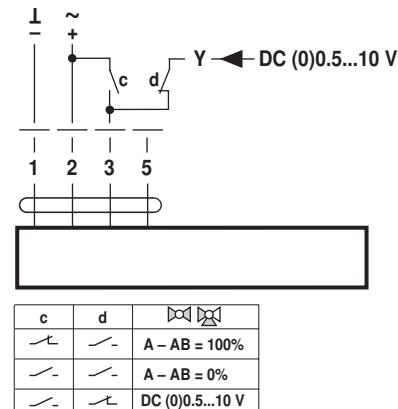 ⊥ ~
– +
c d Y DC (0)0.5...10 V
1 2 3 5
c d
A – AB = 100%
A – AB = 0%
DC (0)0.5...10 V